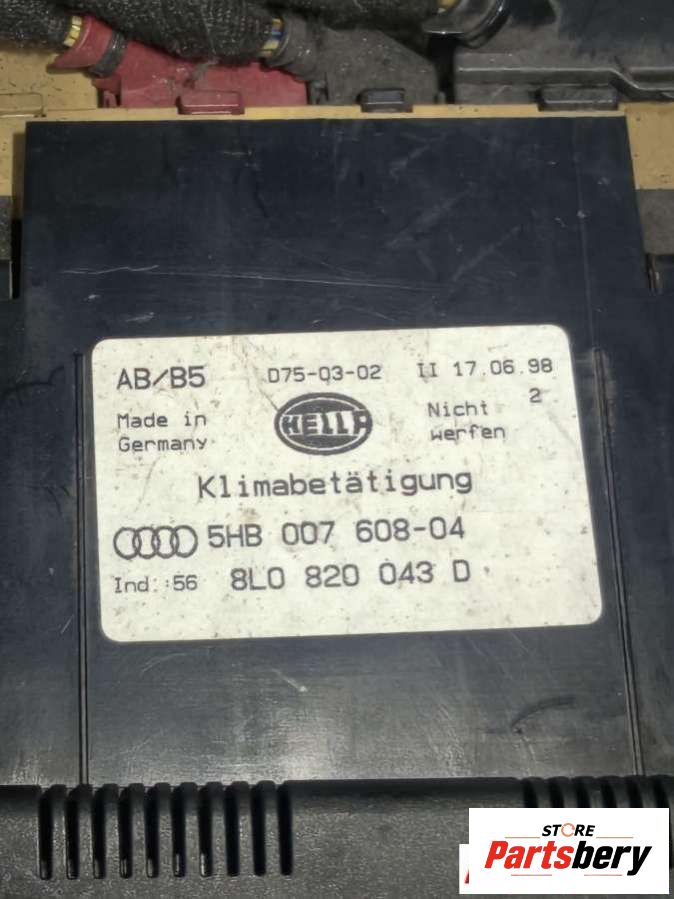 AB/B5 D75-03-02 II 17.06.98
Made in Germany
HELLA
Nicht 2
werfen
Klimabetätigung
5HB 007 608-04
Ind.:56 8L0 820 043 D
STORE
Partsbery